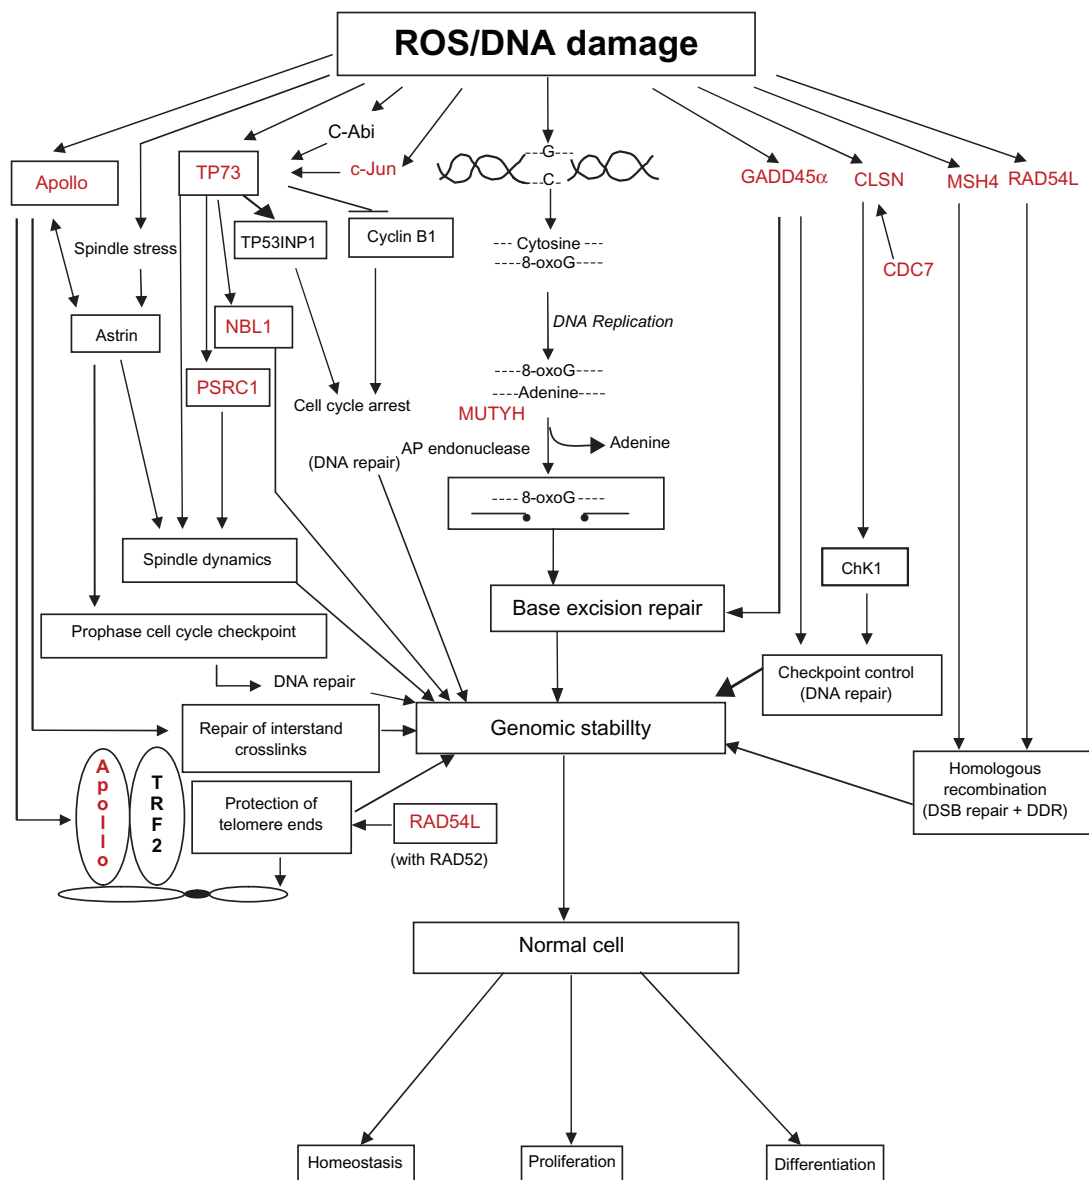 ROS/DNA damage
C-Abi
Apollo
TP73
c-Jun
G
C
GADD45α
CLSN
MSH4
RAD54L
Spindle stress
TP53INP1
Cyclin B1
Cytosine
8-oxoG
CDC7
Astrin
NBL1
DNA Replication
PSRC1
8-oxoG
Adenine
Cell cycle arrest
MUTYH
(DNA repair)
AP endonuclease
Adenine
8-oxoG
Spindle dynamics
ChK1
Base excision repair
Prophase cell cycle checkpoint
Checkpoint control
(DNA repair)
DNA repair
Repair of interstand
crosslinks
Genomic stabillty
Apollo
TRF2
Protection of
telomere ends
RAD54L
(with RAD52)
Homologous
recombination
(DSB repair + DDR)
Normal cell
Homeostasis
Proliferation
Differentiation